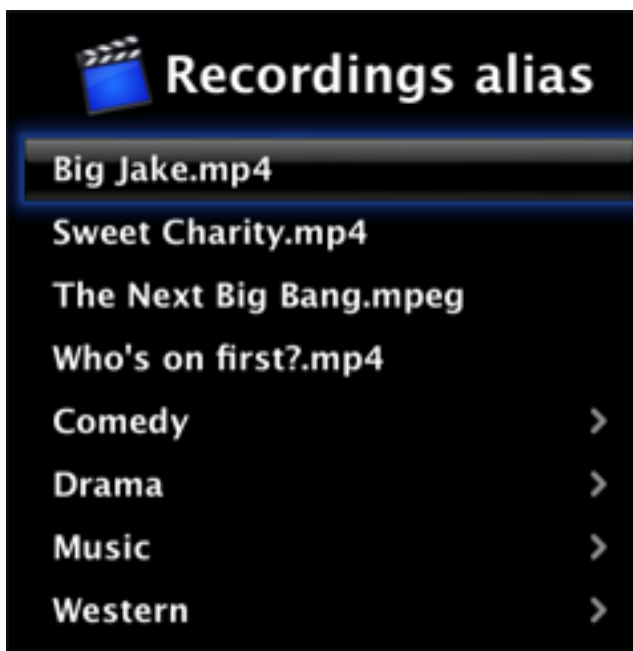 Recordings alias
Big Jake.mp4
Sweet Charity.mp4
The Next Big Bang.mpeg
Who's on first?.mp4
Comedy
Drama
Music
Western